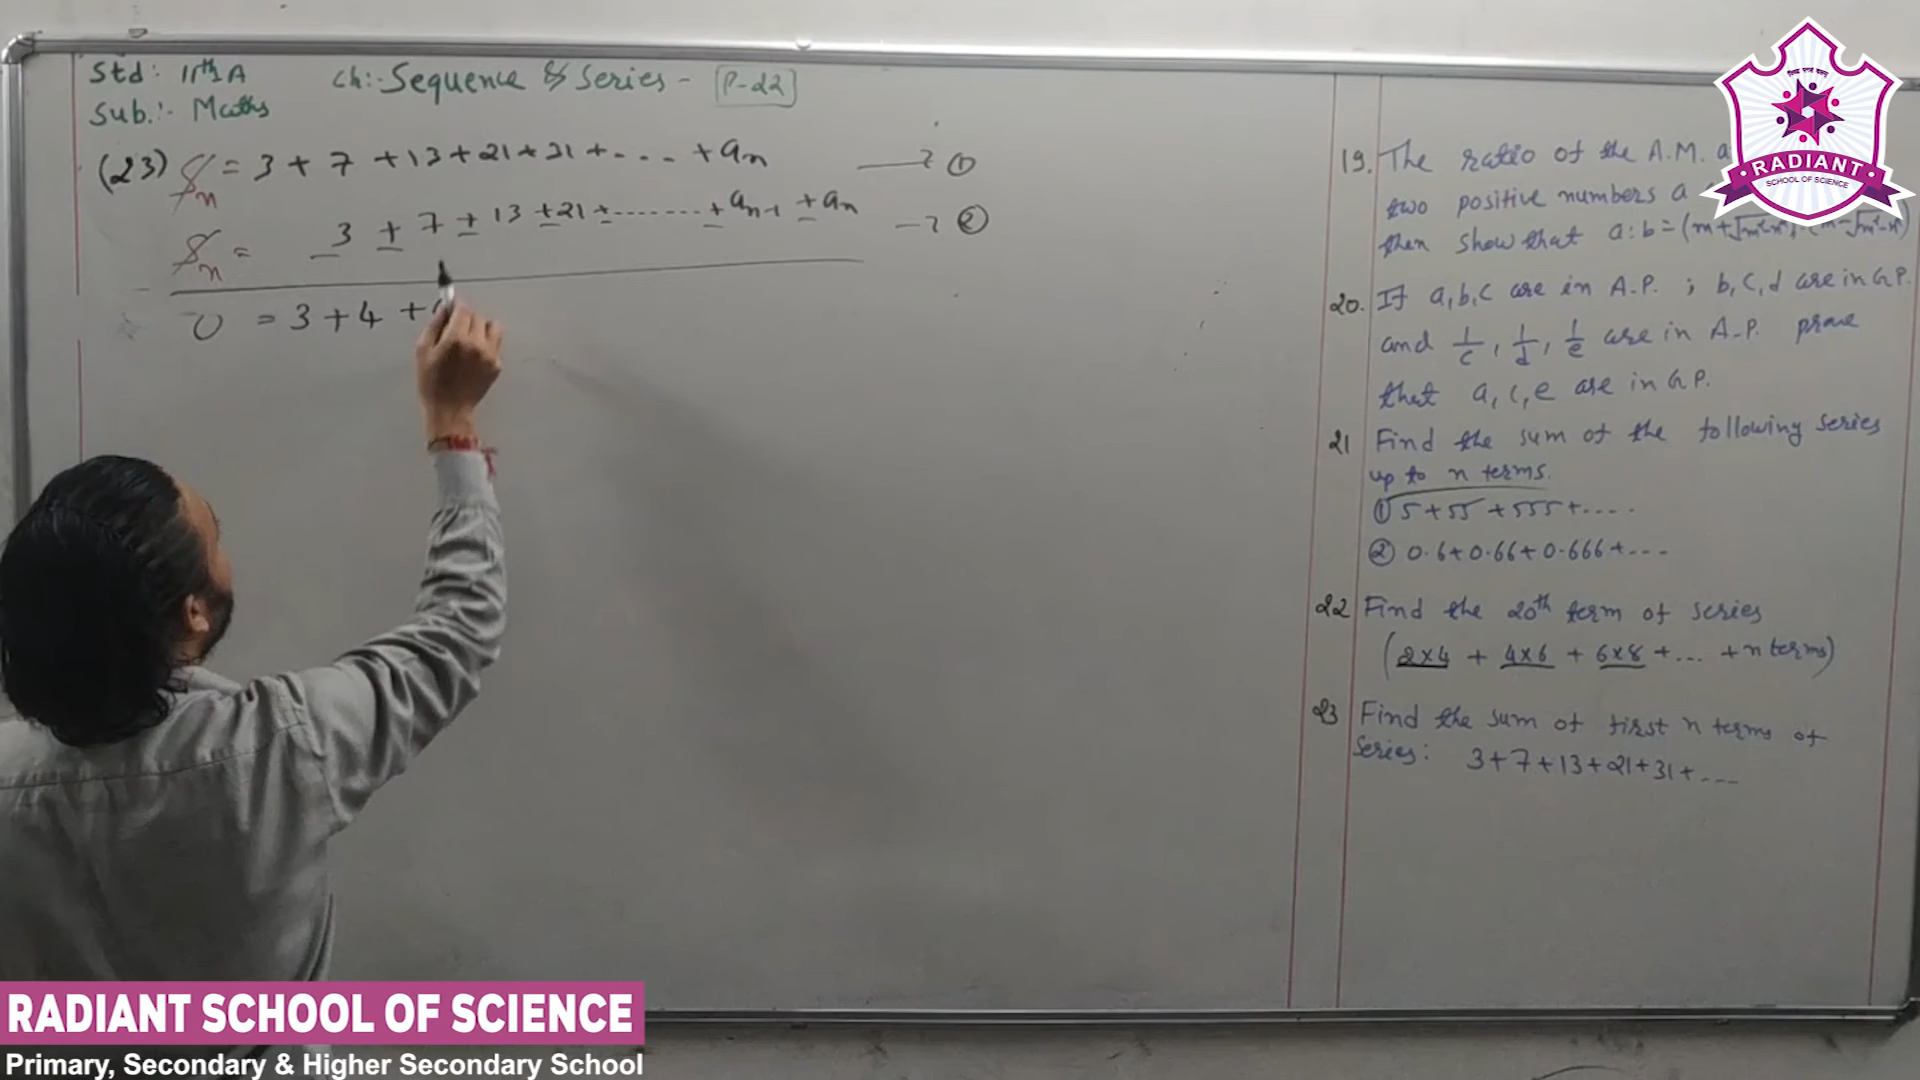 Std: 11th A
Sub.:- Maths
Ch:- Sequence & Series - P-22
(23) Sn = 3 + 7 + 13 + 21 + 31 + .... + an → ①
Sn = 3 + 7 + 13 + 21 + ....... + an-1 + an → ②
0 = 3 + 4 +
19. The ratio of the A.M. a
two positive numbers a
then show that a:b = (m+√m²-n²)
20. If a,b,c are in A.P. ; b,c,d are in G.P.
and 1/c, 1/d, 1/e are in A.P. prove
that a, c, e are in G.P.
21 Find the sum of the following series
up to n terms.
① 5+55+555+....
② 0.6+0.66+0.666+----
22 Find the 20th term of series
(2×4 + 4×6 + 6×8 +... + n terms)
23 Find the sum of first n terms of
series: 3+7+13+21+31+----
RADIANT
SCHOOL OF SCIENCE
RADIANT SCHOOL OF SCIENCE
Primary, Secondary & Higher Secondary School